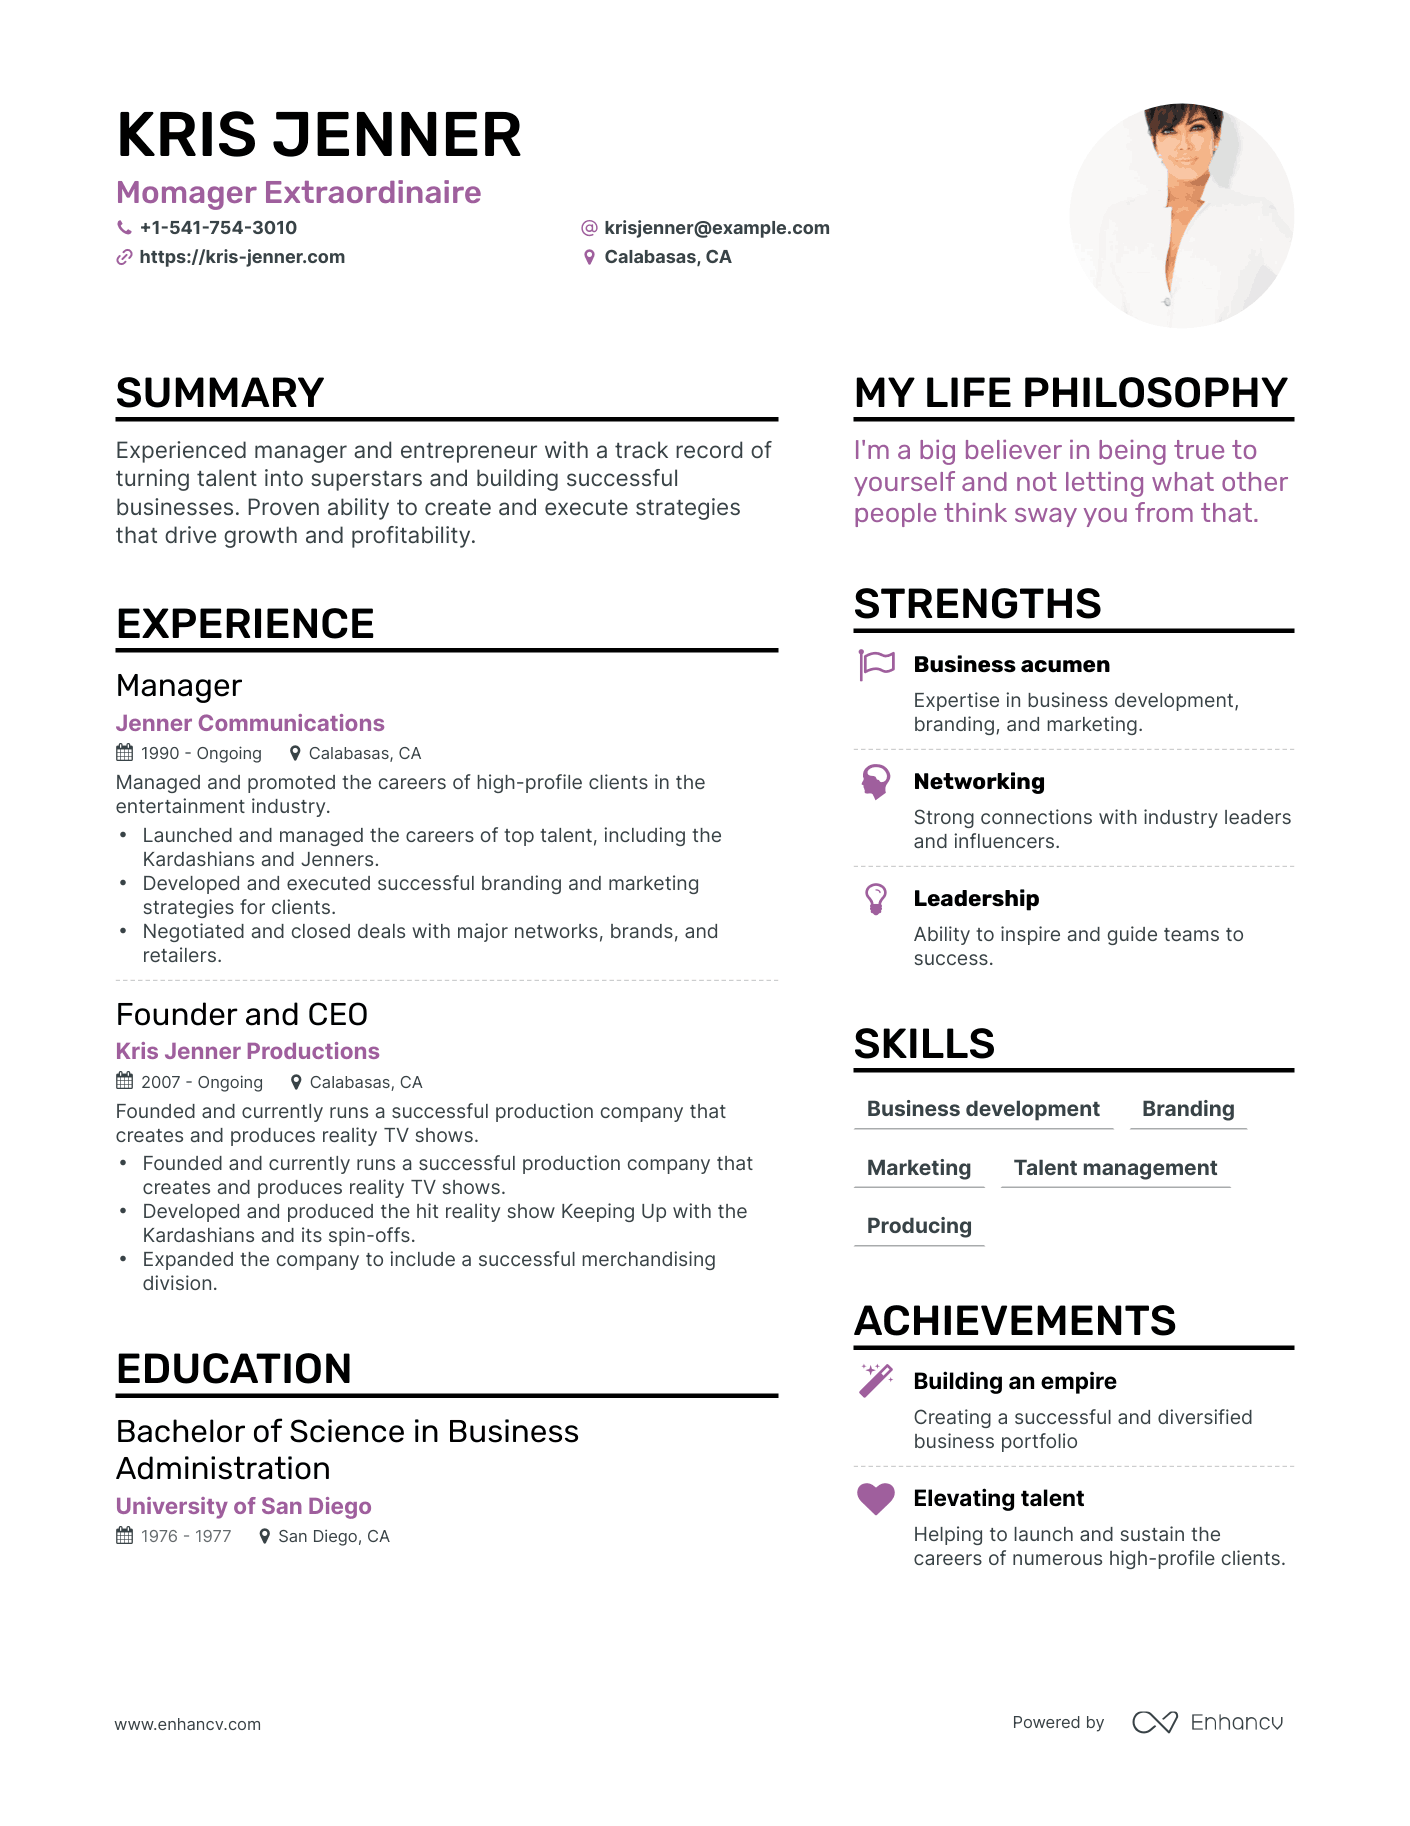 KRIS JENNER
Momager Extraordinaire
+1-541-754-3010
krisjenner@example.com
https://kris-jenner.com
Calabasas, CA
SUMMARY
Experienced manager and entrepreneur with a track record of
turning talent into superstars and building successful
businesses. Proven ability to create and execute strategies
that drive growth and profitability.
EXPERIENCE
Manager
Jenner Communications
1990 - Ongoing
Calabasas, CA
Managed and promoted the careers of high-profile clients in the
entertainment industry.
• Launched and managed the careers of top talent, including the
Kardashians and Jenners.
• Developed and executed successful branding and marketing
strategies for clients.
• Negotiated and closed deals with major networks, brands, and
retailers.
Founder and CEO
Kris Jenner Productions
2007 - Ongoing
Calabasas, CA
Founded and currently runs a successful production company that
creates and produces reality TV shows.
• Founded and currently runs a successful production company that
creates and produces reality TV shows.
• Developed and produced the hit reality show Keeping Up with the
Kardashians and its spin-offs.
• Expanded the company to include a successful merchandising
division.
EDUCATION
Bachelor of Science in Business
Administration
University of San Diego
1976 - 1977
San Diego, CA
MY LIFE PHILOSOPHY
I'm a big believer in being true to
yourself and not letting what other
people think sway you from that.
STRENGTHS
Business acumen
Expertise in business development,
branding, and marketing.
Networking
Strong connections with industry leaders
and influencers.
Leadership
Ability to inspire and guide teams to
success.
SKILLS
Business development
Branding
Marketing
Talent management
Producing
ACHIEVEMENTS
Building an empire
Creating a successful and diversified
business portfolio
Elevating talent
Helping to launch and sustain the
careers of numerous high-profile clients.
www.enhancv.com
Powered by
Enhancv